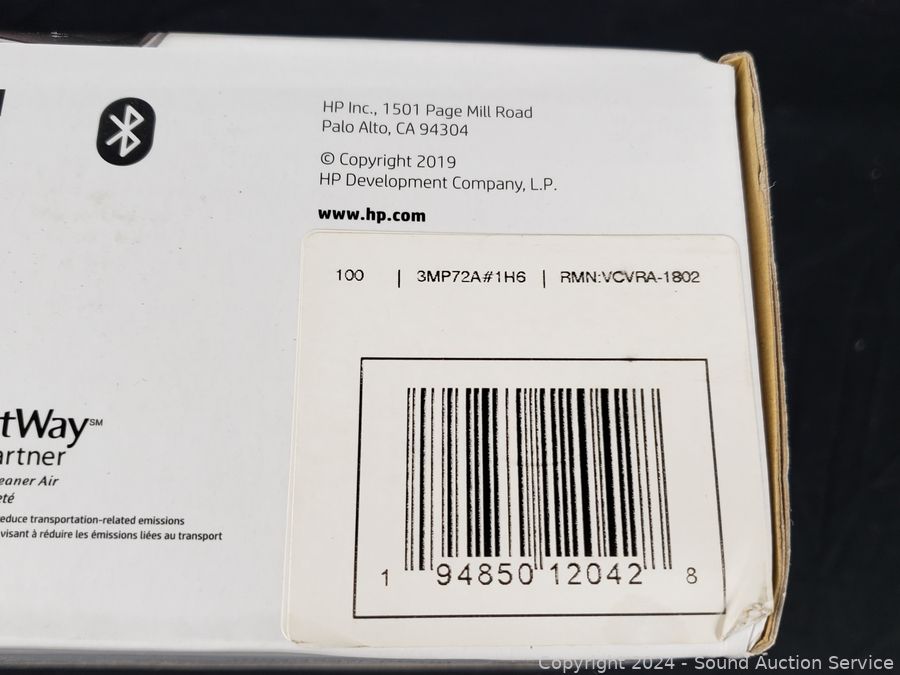 HP Inc., 1501 Page Mill Road
Palo Alto, CA 94304
© Copyright 2019
HP Development Company, L.P.
www.hp.com
100 | 3MP72A#1H6 | RMN:VCVRA-1802
tWay℠
artner
eaner Air
eté
educe transportation-related emissions
visant à réduire les émissions liées au transport
1 94850 12042 8
Copyright 2024 - Sound Auction Service